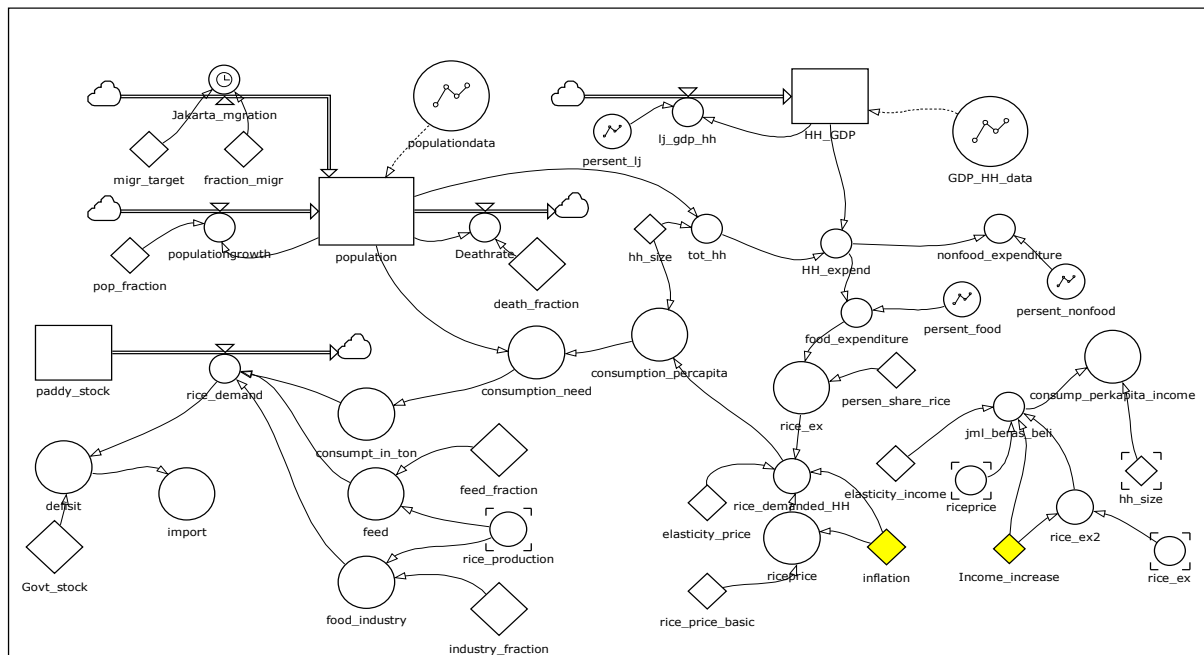 Jakarta_mgration
migr_target
fraction_migr
populationdata
persent_lj
lj_gdp_hh
HH_GDP
GDP_HH_data
populationgrowth
pop_fraction
population
Deathrate
death_fraction
hh_size
tot_hh
HH_expend
nonfood_expenditure
persent_nonfood
persent_food
food_expenditure
paddy_stock
rice_demand
consumption_need
consumption_percapita
persen_share_rice
rice_ex
consump_perkapita_income
jml_beras_beli
consumpt_in_ton
defisit
import
feed_fraction
feed
rice_production
elasticity_price
rice_demanded_HH
elasticity_income
riceprice
hh_size
rice_ex2
Govt_stock
food_industry
industry_fraction
rice_price_basic
riceprice
inflation
Income_increase
rice_ex